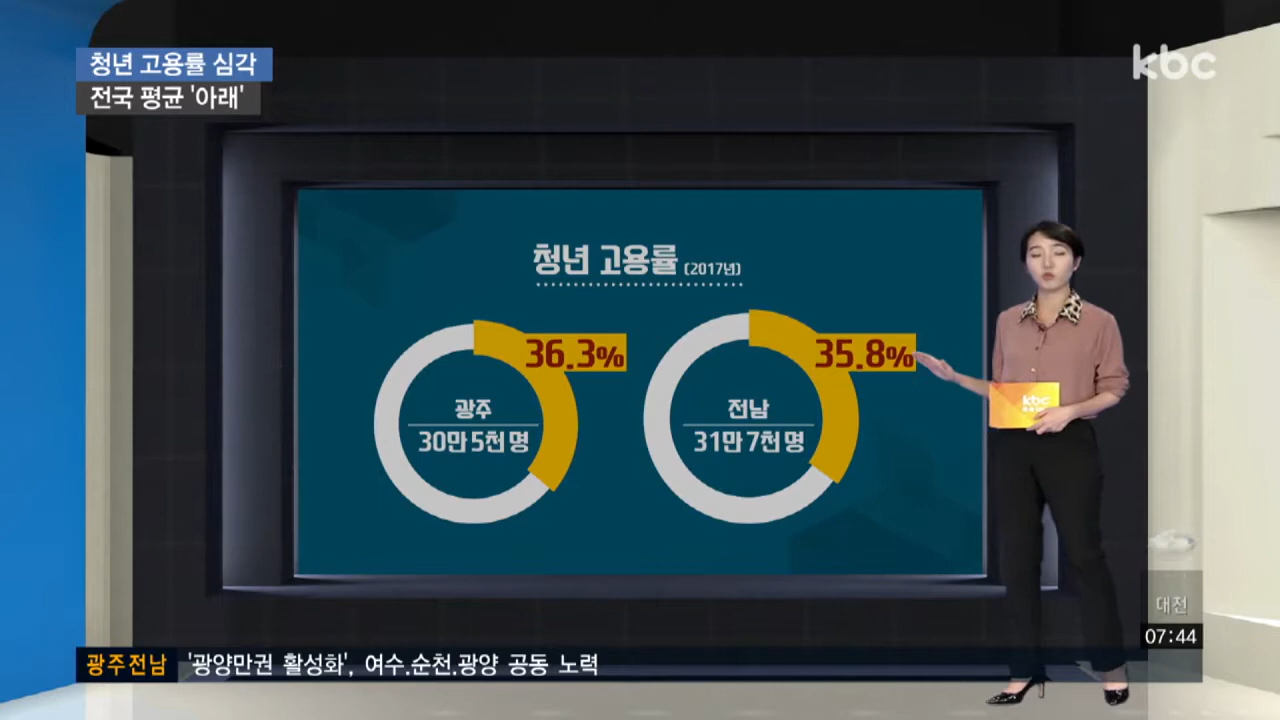 청년 고용률 심각
전국 평균 '아래'
kbc
청년 고용률 (2017년)
36.3%
35.8%
광주
30만 5천 명
전남
31만 7천 명
kbc
대전
07:44
광주전남 '광양만권 활성화', 여수.순천.광양 공동 노력